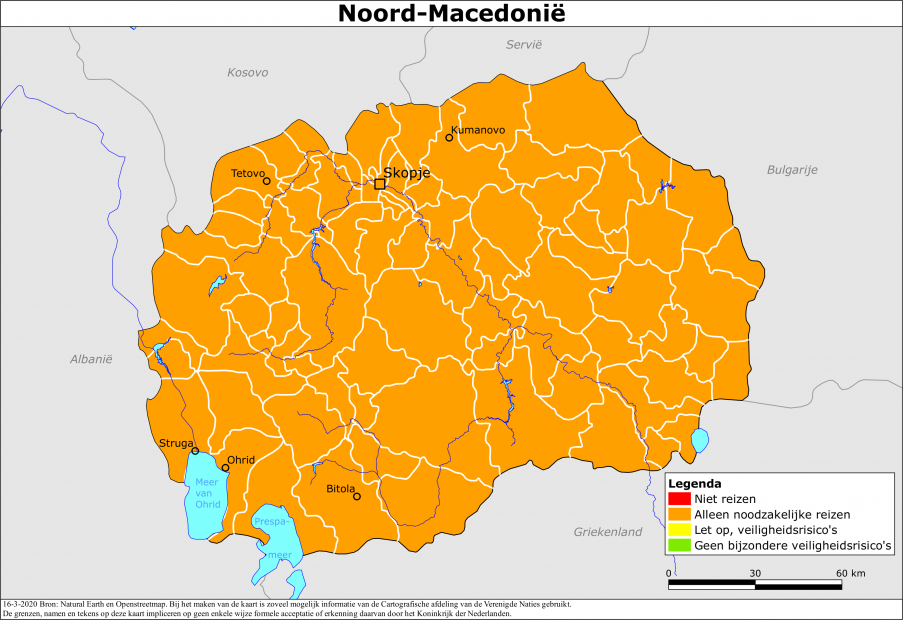 Noord-Macedonië
Servië
Kosovo
Kumanovo
Bulgarije
Tetovo
Skopje
Albanië
Struga
Ohrid
Meer
van
Ohrid
Bitola
Prespa-
meer
Griekenland
Legenda
Niet reizen
Alleen noodzakelijke reizen
Let op, veiligheidsrisico's
Geen bijzondere veiligheidsrisico's
0 30 60 km
16-3-2020 Bron: Natural Earth en Openstreetmap. Bij het maken van de kaart is zoveel mogelijk informatie van de Cartografische afdeling van de Verenigde Naties gebruikt.
De grenzen, namen en tekens op deze kaart impliceren op geen enkele wijze formele acceptatie of erkenning daarvan door het Koninkrijk der Nederlanden.